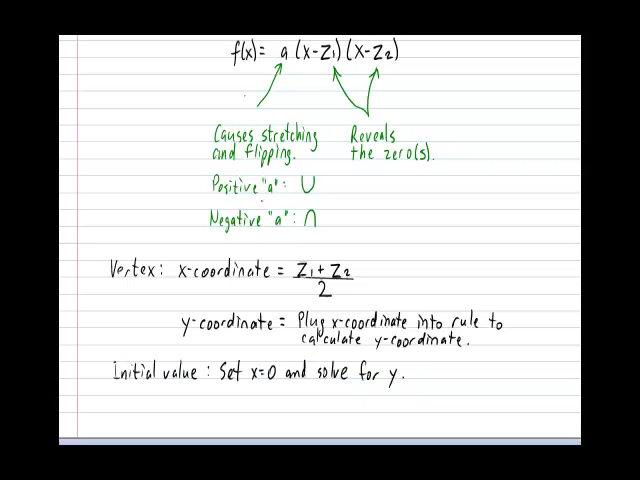 f(x) = a (x-Z₁) (x-Z₂)
Causes stretching and flipping.
Reveals the zero(s).
Positive "a": ∪
Negative "a": ∩
Vertex: x-coordinate = Z₁ + Z₂ / 2
y-coordinate = Plug x-coordinate into rule to
calculate y-coordinate.
Initial value: Set x=0 and solve for y.